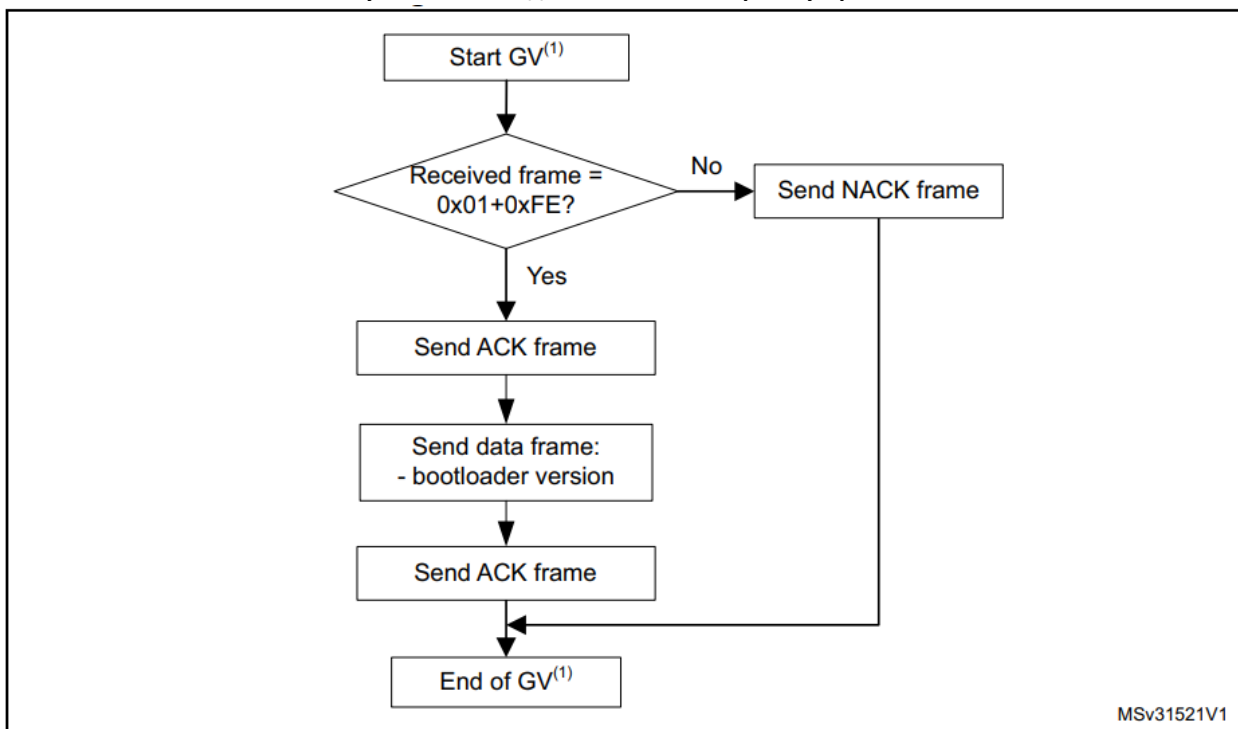 Start GV(1)
Received frame =
0x01+0xFE?
No
Send NACK frame
Yes
Send ACK frame
Send data frame:
- bootloader version
Send ACK frame
End of GV(1)
MSv31521V1